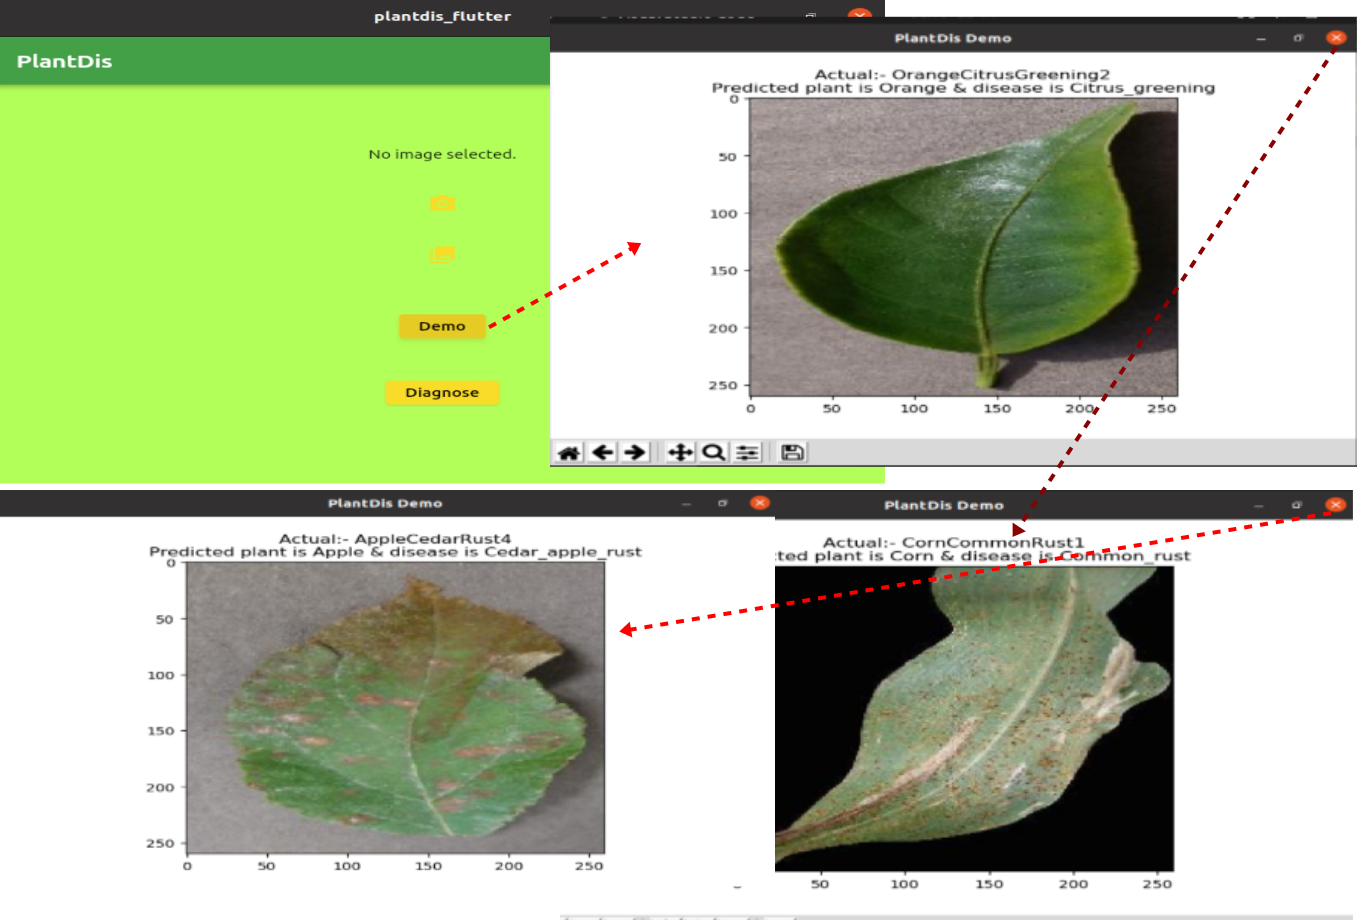 plantdis_flutter
PlantDis
No image selected.
Demo
Diagnose
PlantDis Demo
Actual:- OrangeCitrusGreening2
Predicted plant is Orange & disease is Citrus_greening
0
50
100
150
200
250
0 50 100 150 200 250
PlantDis Demo
Actual:- AppleCedarRust4
Predicted plant is Apple & disease is Cedar_apple_rust
0
50
100
150
200
250
0 50 100 150 200 250
PlantDis Demo
Actual:- CornCommonRust1
cted plant is Corn & disease is Common_rust
50 100 150 200 250